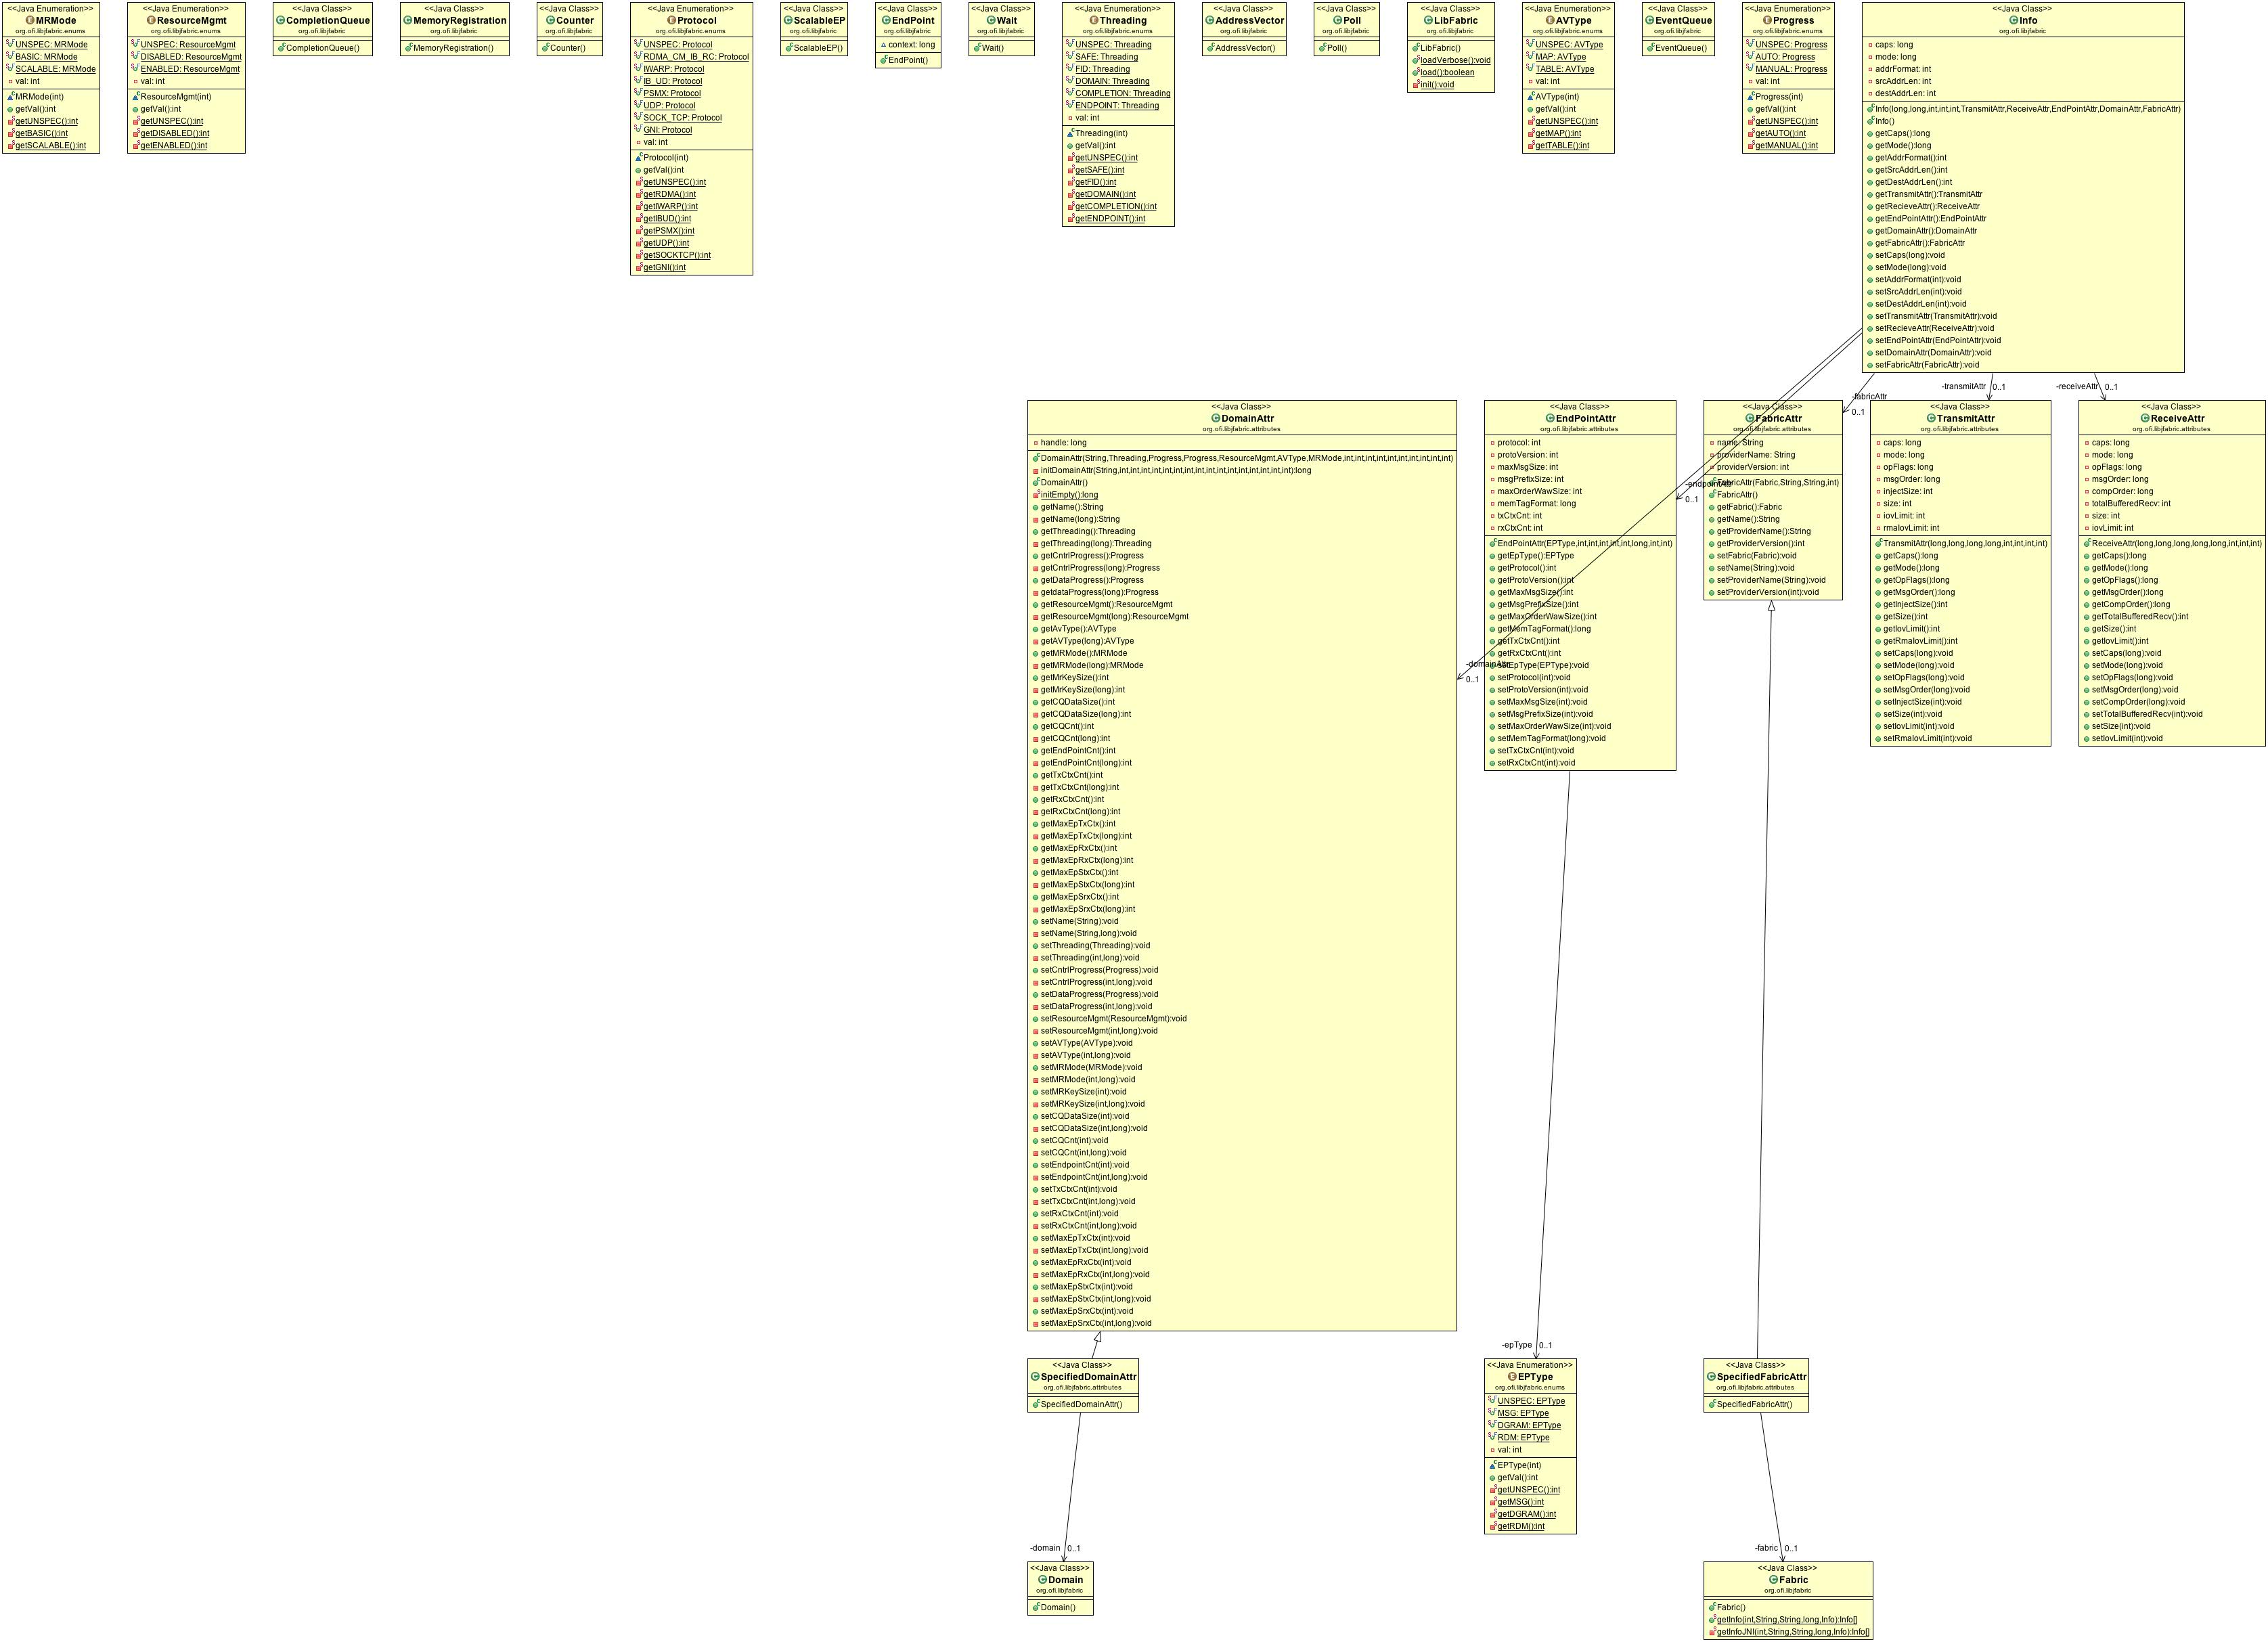 <<Java Enumeration>>
MRMode
org.ofi.libjfabric.enums
UNSPEC: MRMode
BASIC: MRMode
SCALABLE: MRMode
val: int
MRMode(int)
getVal():int
getUNSPEC():int
getBASIC():int
getSCALABLE():int
<<Java Enumeration>>
ResourceMgmt
org.ofi.libjfabric.enums
UNSPEC: ResourceMgmt
DISABLED: ResourceMgmt
ENABLED: ResourceMgmt
val: int
ResourceMgmt(int)
getVal():int
getUNSPEC():int
getDISABLED():int
getENABLED():int
<<Java Class>>
CompletionQueue
org.ofi.libjfabric
CompletionQueue()
<<Java Class>>
MemoryRegistration
org.ofi.libjfabric
MemoryRegistration()
<<Java Class>>
Counter
org.ofi.libjfabric
Counter()
<<Java Enumeration>>
Protocol
org.ofi.libjfabric.enums
UNSPEC: Protocol
RDMA_CM_IB_RC: Protocol
IWARP: Protocol
IB_UD: Protocol
PSMX: Protocol
UDP: Protocol
SOCK_TCP: Protocol
GNI: Protocol
val: int
Protocol(int)
getVal():int
getUNSPEC():int
getRDMA():int
getIWARP():int
getIBUD():int
getPSMX():int
getUDP():int
getSOCKTCP():int
getGNI():int
<<Java Class>>
ScalableEP
org.ofi.libjfabric
ScalableEP()
<<Java Class>>
EndPoint
org.ofi.libjfabric
context: long
EndPoint()
<<Java Class>>
Wait
org.ofi.libjfabric
Wait()
<<Java Enumeration>>
Threading
org.ofi.libjfabric.enums
UNSPEC: Threading
SAFE: Threading
FID: Threading
DOMAIN: Threading
COMPLETION: Threading
ENDPOINT: Threading
val: int
Threading(int)
getVal():int
getUNSPEC():int
getSAFE():int
getFID():int
getDOMAIN():int
getCOMPLETION():int
getENDPOINT():int
<<Java Class>>
AddressVector
org.ofi.libjfabric
AddressVector()
<<Java Class>>
Poll
org.ofi.libjfabric
Poll()
<<Java Class>>
LibFabric
org.ofi.libjfabric
LibFabric()
loadVerbose():void
load():boolean
init():void
<<Java Enumeration>>
AVType
org.ofi.libjfabric.enums
UNSPEC: AVType
MAP: AVType
TABLE: AVType
val: int
AVType(int)
getVal():int
getUNSPEC():int
getMAP():int
getTABLE():int
<<Java Class>>
EventQueue
org.ofi.libjfabric
EventQueue()
<<Java Enumeration>>
Progress
org.ofi.libjfabric.enums
UNSPEC: Progress
AUTO: Progress
MANUAL: Progress
val: int
Progress(int)
getVal():int
getUNSPEC():int
getAUTO():int
getMANUAL():int
<<Java Class>>
Info
org.ofi.libjfabric
caps: long
mode: long
addrFormat: int
srcAddrLen: int
destAddrLen: int
Info(long,long,int,int,int,TransmitAttr,ReceiveAttr,EndPointAttr,DomainAttr,FabricAttr)
Info()
getCaps():long
getMode():long
getAddrFormat():int
getSrcAddrLen():int
getDestAddrLen():int
getTransmitAttr():TransmitAttr
getRecieveAttr():ReceiveAttr
getEndPointAttr():EndPointAttr
getDomainAttr():DomainAttr
getFabricAttr():FabricAttr
setCaps(long):void
setMode(long):void
setAddrFormat(int):void
setSrcAddrLen(int):void
setDestAddrLen(int):void
setTransmitAttr(TransmitAttr):void
setRecieveAttr(ReceiveAttr):void
setEndPointAttr(EndPointAttr):void
setDomainAttr(DomainAttr):void
setFabricAttr(FabricAttr):void
-fabricAttr
0..1
-transmitAttr 0..1
-receiveAttr 0..1
-endpointAttr
0..1
-domainAttr
0..1
<<Java Class>>
DomainAttr
org.ofi.libjfabric.attributes
handle: long
DomainAttr(String,Threading,Progress,Progress,ResourceMgmt,AVType,MRMode,int,int,int,int,int,int,int,int,int,int)
initDomainAttr(String,int,int,int,int,int,int,int,int,int,int,int,int,int,int,int,int):long
DomainAttr()
initEmpty():long
getName():String
getName(long):String
getThreading():Threading
getThreading(long):Threading
getCntrlProgress():Progress
getCntrlProgress(long):Progress
getDataProgress():Progress
getdataProgress(long):Progress
getResourceMgmt():ResourceMgmt
getResourceMgmt(long):ResourceMgmt
getAvType():AVType
getAVType(long):AVType
getMRMode():MRMode
getMRMode(long):MRMode
getMrKeySize():int
getMrKeySize(long):int
getCQDataSize():int
getCQDataSize(long):int
getCQCnt():int
getCQCnt(long):int
getEndPointCnt():int
getEndPointCnt(long):int
getTxCtxCnt():int
getTxCtxCnt(long):int
getRxCtxCnt():int
getRxCtxCnt(long):int
getMaxEpTxCtx():int
getMaxEpTxCtx(long):int
getMaxEpRxCtx():int
getMaxEpRxCtx(long):int
getMaxEpStxCtx():int
getMaxEpStxCtx(long):int
getMaxEpSrxCtx():int
getMaxEpSrxCtx(long):int
setName(String):void
setName(String,long):void
setThreading(Threading):void
setThreading(int,long):void
setCntrlProgress(Progress):void
setCntrlProgress(int,long):void
setDataProgress(Progress):void
setDataProgress(int,long):void
setResourceMgmt(ResourceMgmt):void
setResourceMgmt(int,long):void
setAVType(AVType):void
setAVType(int,long):void
setMRMode(MRMode):void
setMRMode(int,long):void
setMRKeySize(int):void
setMRKeySize(int,long):void
setCQDataSize(int):void
setCQDataSize(int,long):void
setCQCnt(int):void
setCQCnt(int,long):void
setEndpointCnt(int):void
setEndpointCnt(int,long):void
setTxCtxCnt(int):void
setTxCtxCnt(int,long):void
setRxCtxCnt(int):void
setRxCtxCnt(int,long):void
setMaxEpTxCtx(int):void
setMaxEpTxCtx(int,long):void
setMaxEpRxCtx(int):void
setMaxEpRxCtx(int,long):void
setMaxEpStxCtx(int):void
setMaxEpStxCtx(int,long):void
setMaxEpSrxCtx(int):void
setMaxEpSrxCtx(int,long):void
<<Java Class>>
EndPointAttr
org.ofi.libjfabric.attributes
protocol: int
protoVersion: int
maxMsgSize: int
msgPrefixSize: int
maxOrderWawSize: int
memTagFormat: long
txCtxCnt: int
rxCtxCnt: int
EndPointAttr(EPType,int,int,int,int,int,long,int,int)
getEpType():EPType
getProtocol():int
getProtoVersion():int
getMaxMsgSize():int
getMsgPrefixSize():int
getMaxOrderWawSize():int
getMemTagFormat():long
getTxCtxCnt():int
getRxCtxCnt():int
setEpType(EPType):void
setProtocol(int):void
setProtoVersion(int):void
setMaxMsgSize(int):void
setMsgPrefixSize(int):void
setMaxOrderWawSize(int):void
setMemTagFormat(long):void
setTxCtxCnt(int):void
setRxCtxCnt(int):void
<<Java Class>>
FabricAttr
org.ofi.libjfabric.attributes
name: String
providerName: String
providerVersion: int
FabricAttr(Fabric,String,String,int)
FabricAttr()
getFabric():Fabric
getName():String
getProviderName():String
getProviderVersion():int
setFabric(Fabric):void
setName(String):void
setProviderName(String):void
setProviderVersion(int):void
<<Java Class>>
TransmitAttr
org.ofi.libjfabric.attributes
caps: long
mode: long
opFlags: long
msgOrder: long
injectSize: int
size: int
iovLimit: int
rmaIovLimit: int
TransmitAttr(long,long,long,long,int,int,int,int)
getCaps():long
getMode():long
getOpFlags():long
getMsgOrder():long
getInjectSize():int
getSize():int
getIovLimit():int
getRmaIovLimit():int
setCaps(long):void
setMode(long):void
setOpFlags(long):void
setMsgOrder(long):void
setInjectSize(int):void
setSize(int):void
setIovLimit(int):void
setRmaIovLimit(int):void
<<Java Class>>
ReceiveAttr
org.ofi.libjfabric.attributes
caps: long
mode: long
opFlags: long
msgOrder: long
compOrder: long
totalBufferedRecv: int
size: int
iovLimit: int
ReceiveAttr(long,long,long,long,long,int,int,int)
getCaps():long
getMode():long
getOpFlags():long
getMsgOrder():long
getCompOrder():long
getTotalBufferedRecv():int
getSize():int
getIovLimit():int
setCaps(long):void
setMode(long):void
setOpFlags(long):void
setMsgOrder(long):void
setCompOrder(long):void
setTotalBufferedRecv(int):void
setSize(int):void
setIovLimit(int):void
<<Java Class>>
SpecifiedDomainAttr
org.ofi.libjfabric.attributes
SpecifiedDomainAttr()
-epType 0..1
<<Java Enumeration>>
EPType
org.ofi.libjfabric.enums
UNSPEC: EPType
MSG: EPType
DGRAM: EPType
RDM: EPType
val: int
EPType(int)
getVal():int
getUNSPEC():int
getMSG():int
getDGRAM():int
getRDM():int
<<Java Class>>
SpecifiedFabricAttr
org.ofi.libjfabric.attributes
SpecifiedFabricAttr()
-domain 0..1
<<Java Class>>
Domain
org.ofi.libjfabric
Domain()
-fabric 0..1
<<Java Class>>
Fabric
org.ofi.libjfabric
Fabric()
getInfo(int,String,String,long,Info):Info[]
getInfoJNI(int,String,String,long,Info):Info[]